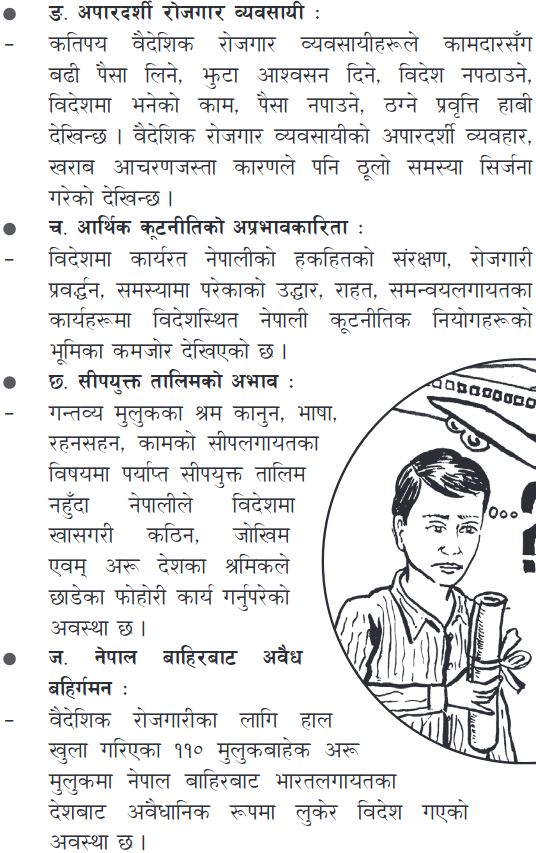 ● ङ. अपारदर्शी रोजगार व्यवसायी :
– कतिपय वैदेशिक रोजगार व्यवसायीहरूले कामदारसँग
बढी पैसा लिने, झुटा आश्वसन दिने, विदेश नपठाउने,
विदेशमा भनेको काम, पैसा नपाउने, ठग्ने प्रवृत्ति हाबी
देखिन्छ । वैदेशिक रोजगार व्यवसायीको अपारदर्शी व्यवहार,
खराब आचरणजस्ता कारणले पनि ठूलो समस्या सिर्जना
गरेको देखिन्छ ।
● च. आर्थिक कूटनीतिको अप्रभावकारिता :
– विदेशमा कार्यरत नेपालीको हकहितको संरक्षण, रोजगारी
प्रवर्द्धन, समस्यामा परेकाको उद्धार, राहत, समन्वयलगायतका
कार्यहरूमा विदेशस्थित नेपाली कूटनीतिक नियोगहरूको
भूमिका कमजोर देखिएको छ ।
● छ. सीपयुक्त तालिमको अभाव :
– गन्तव्य मुलुकका श्रम कानुन, भाषा,
रहनसहन, कामको सीपलगायतका
विषयमा पर्याप्त सीपयुक्त तालिम
नहुँदा नेपालीले विदेशमा
खासगरी कठिन, जोखिम
एवम् अरू देशका श्रमिकले
छाडेका फोहोरी कार्य गर्नुपरेको
अवस्था छ ।
● ज. नेपाल बाहिरबाट अवैध
बहिर्गमन :
– वैदेशिक रोजगारीका लागि हाल
खुला गरिएका ११० मुलुकबाहेक अरू
मुलुकमा नेपाल बाहिरबाट भारतलगायतका
देशबाट अवैधानिक रूपमा लुकेर विदेश गएको
अवस्था छ ।
?